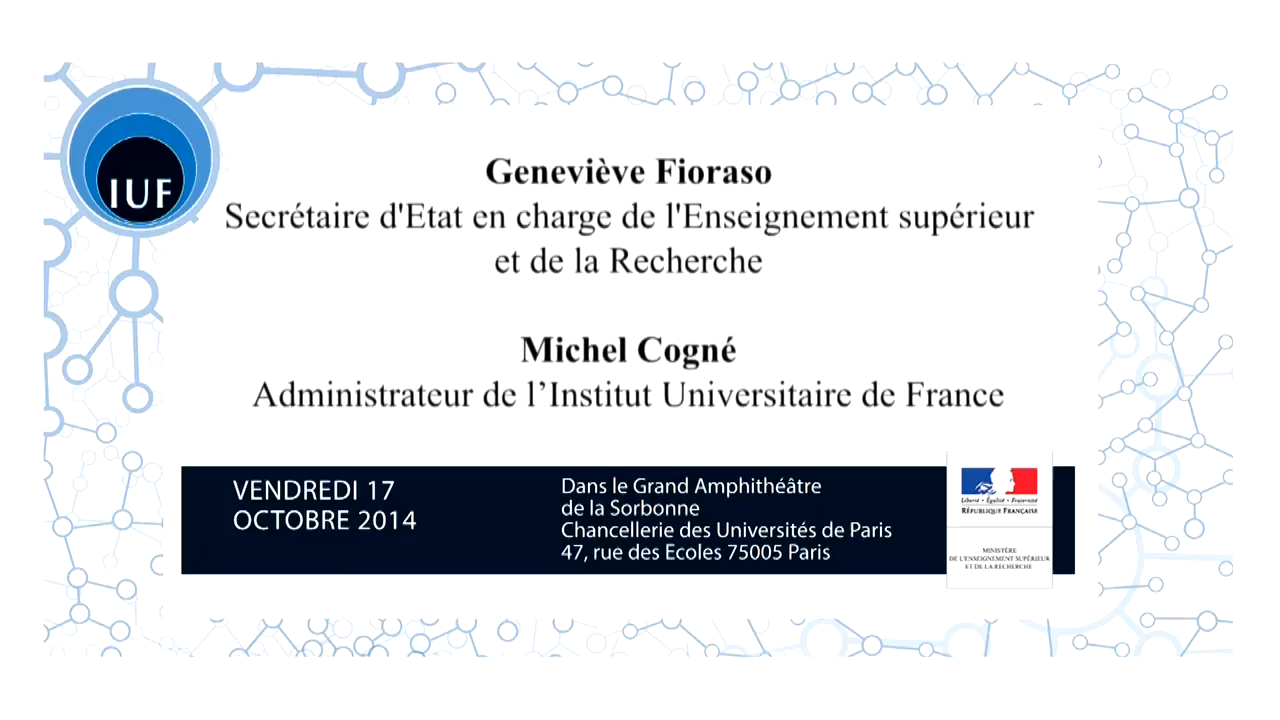 IUF
Geneviève Fioraso
Secrétaire d'Etat en charge de l'Enseignement supérieur
et de la Recherche
Michel Cogné
Administrateur de l’Institut Universitaire de France
VENDREDI 17
OCTOBRE 2014
Dans le Grand Amphithéâtre
de la Sorbonne
Chancellerie des Universités de Paris
47, rue des Ecoles 75005 Paris
Liberté • Égalité • Fraternité
RÉPUBLIQUE FRANÇAISE
MINISTÈRE
DE L'ENSEIGNEMENT SUPÉRIEUR
ET DE LA RECHERCHE